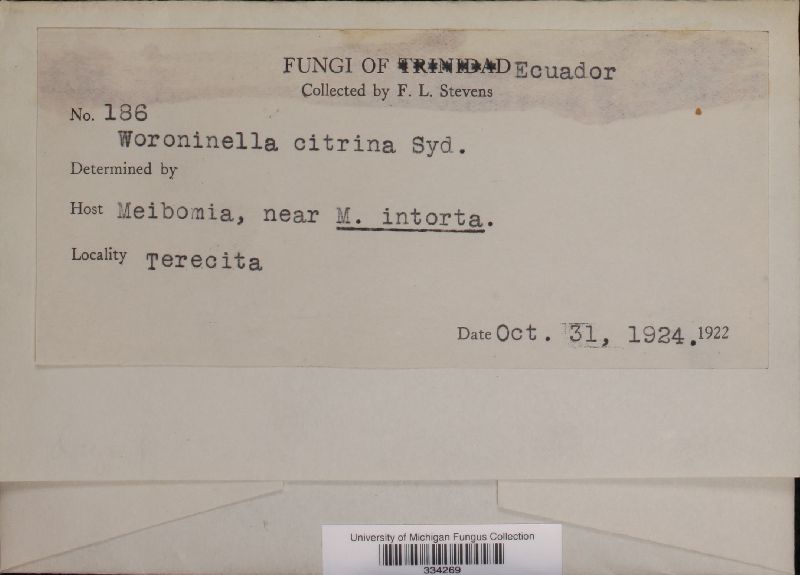 FUNGI OF TRINIDAD Ecuador
Collected by F. L. Stevens
No. 186
Woroninella citrina Syd.
Determined by
Host Meibomia, near M. intorta.
Locality Terecita
Date Oct. 31, 1924. 1922
University of Michigan Fungus Collection
334269